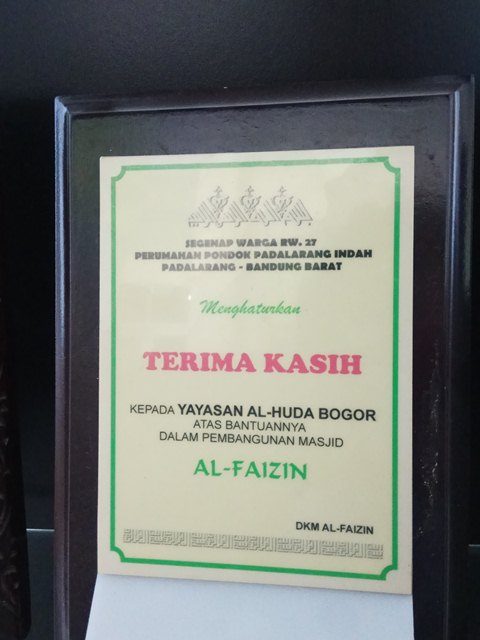 SEGENAP WARGA RW. 27
PERUMAHAN PONDOK PADALARANG INDAH
PADALARANG - BANDUNG BARAT
Menghaturkan
TERIMA KASIH
KEPADA YAYASAN AL-HUDA BOGOR
ATAS BANTUANNYA
DALAM PEMBANGUNAN MASJID
AL-FAIZIN
DKM AL-FAIZIN